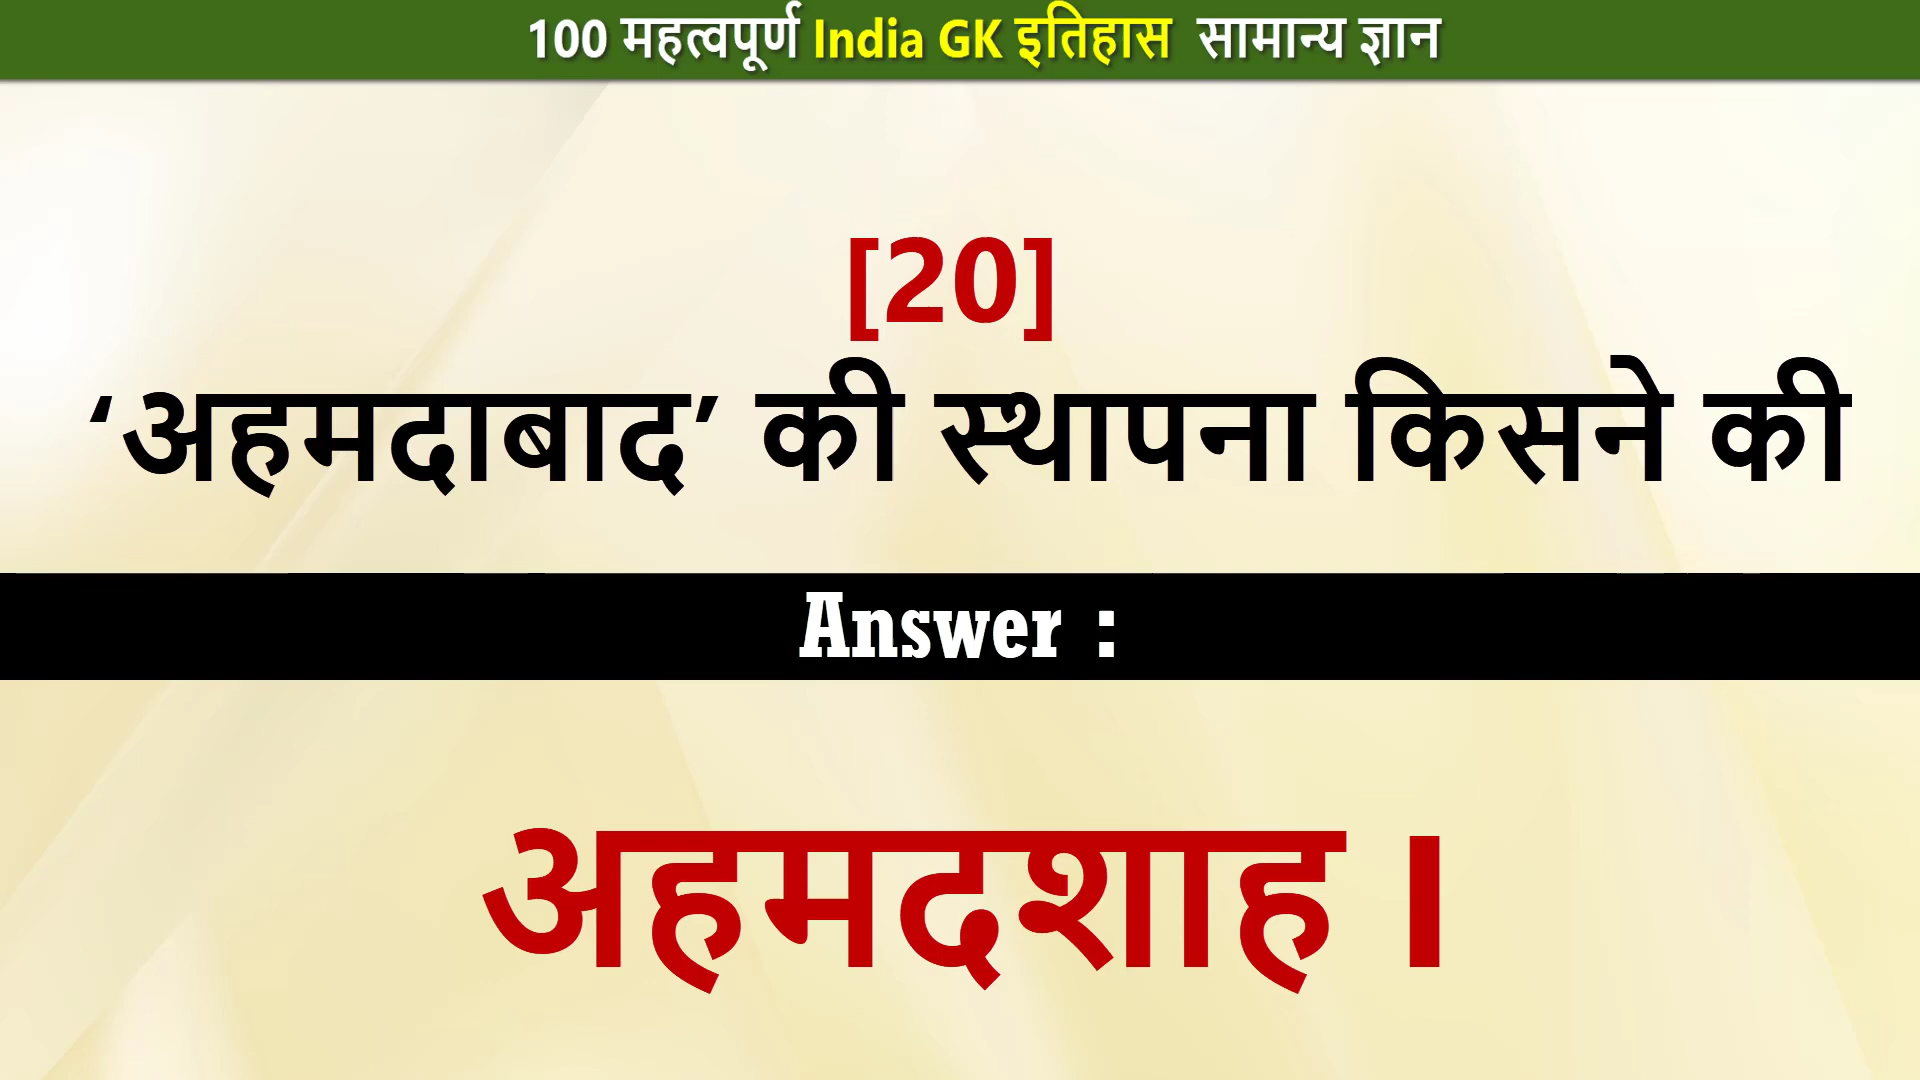 100 महत्वपूर्ण India GK इतिहास सामान्य ज्ञान
[20]
‘अहमदाबाद’ की स्थापना किसने की
Answer :
अहमदशाह ।